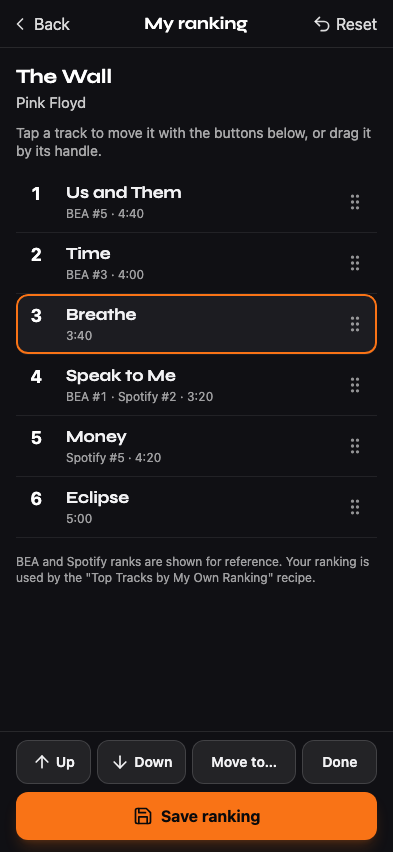 Back
My ranking
Reset
The Wall
Pink Floyd
Tap a track to move it with the buttons below, or drag it
by its handle.
1 Us and Them
BEA #5 · 4:40
2 Time
BEA #3 · 4:00
3 Breathe
3:40
4 Speak to Me
BEA #1 · Spotify #2 · 3:20
5 Money
Spotify #5 · 4:20
6 Eclipse
5:00
BEA and Spotify ranks are shown for reference. Your ranking is
used by the "Top Tracks by My Own Ranking" recipe.
Up
Down
Move to...
Done
Save ranking